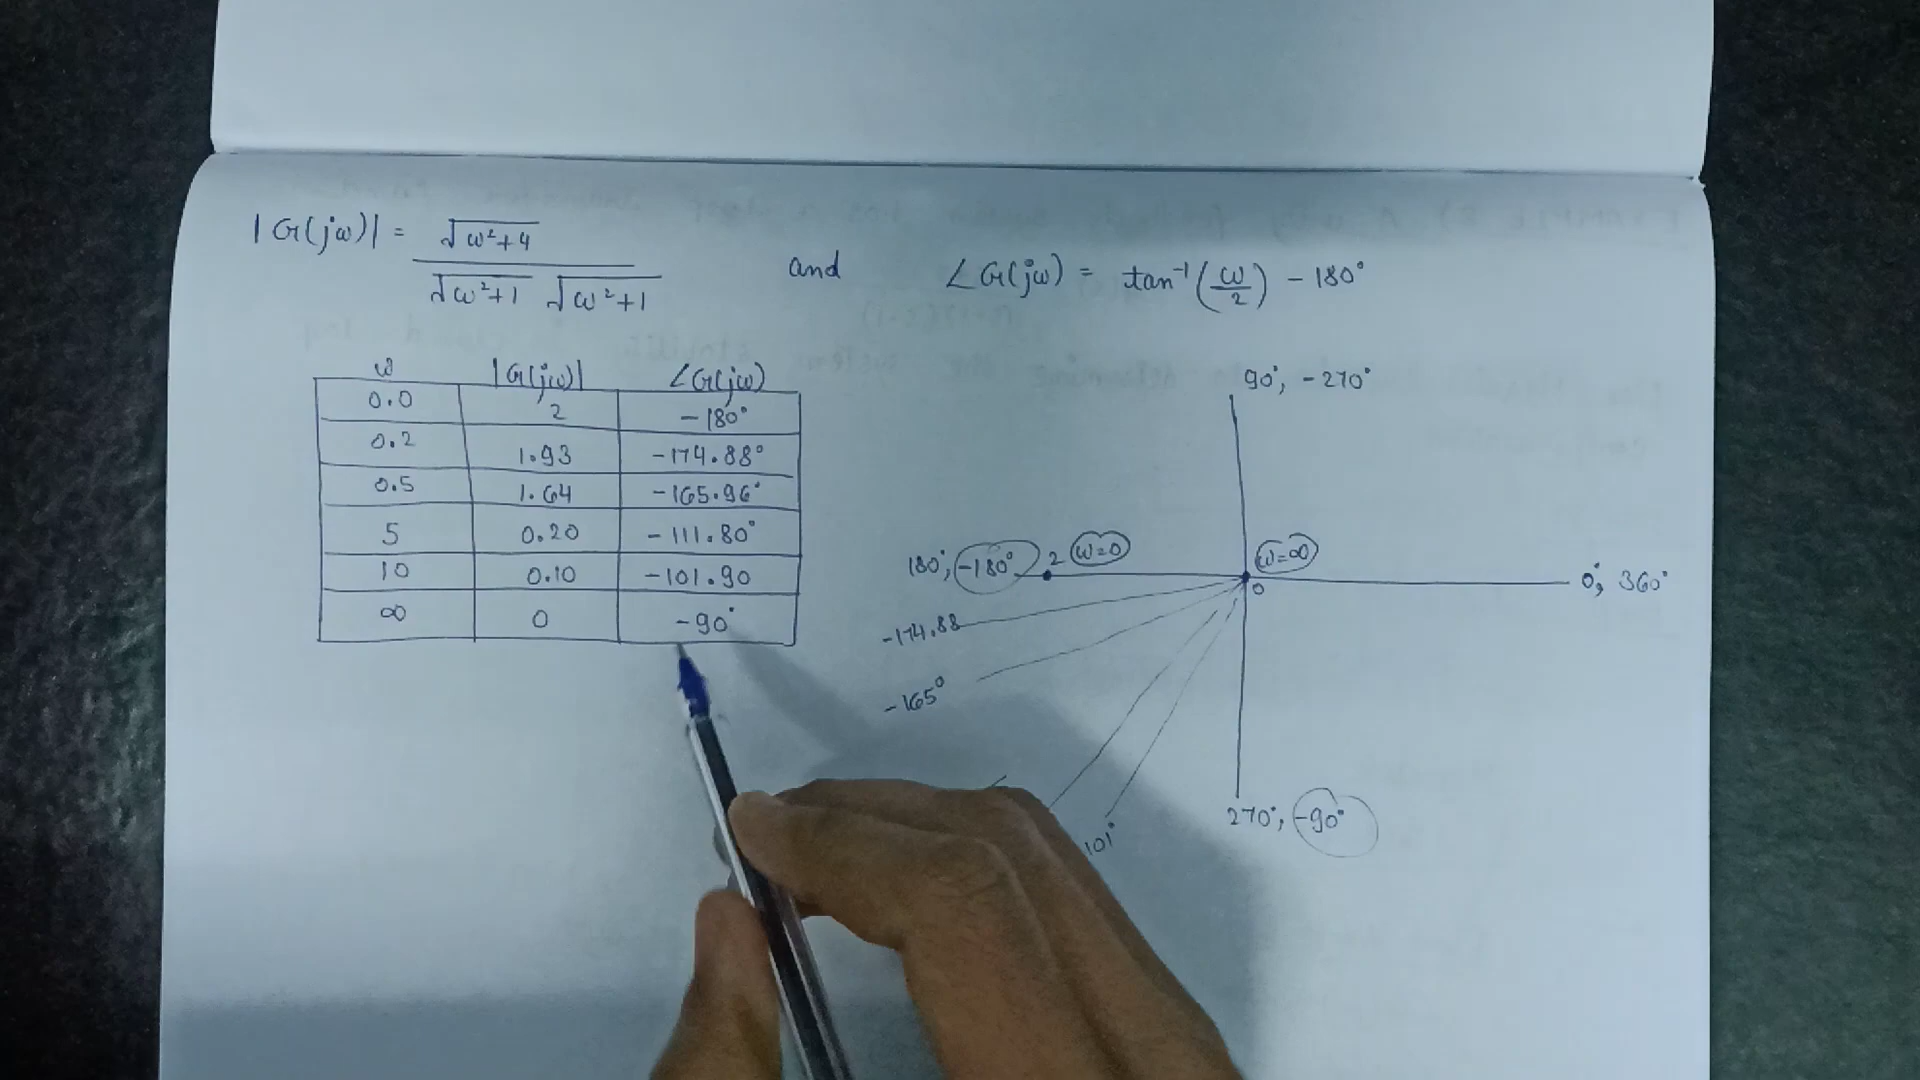 |G(jω)| = √ω²+4 / √ω²+1 √ω²+1 and ∠G(jω) = tan⁻¹(ω/2) - 180°
ω |G(jω)| ∠G(jω)
0.0 2 -180°
0.2 1.93 -174.88°
0.5 1.64 -165.96°
5 0.20 -111.80°
10 0.10 -101.90
∞ 0 -90°
90°, -270°
180°, -180° 2 ω=0 ω=∞
0 0°, 360°
-174.88
-165°
101°
270°, -90°